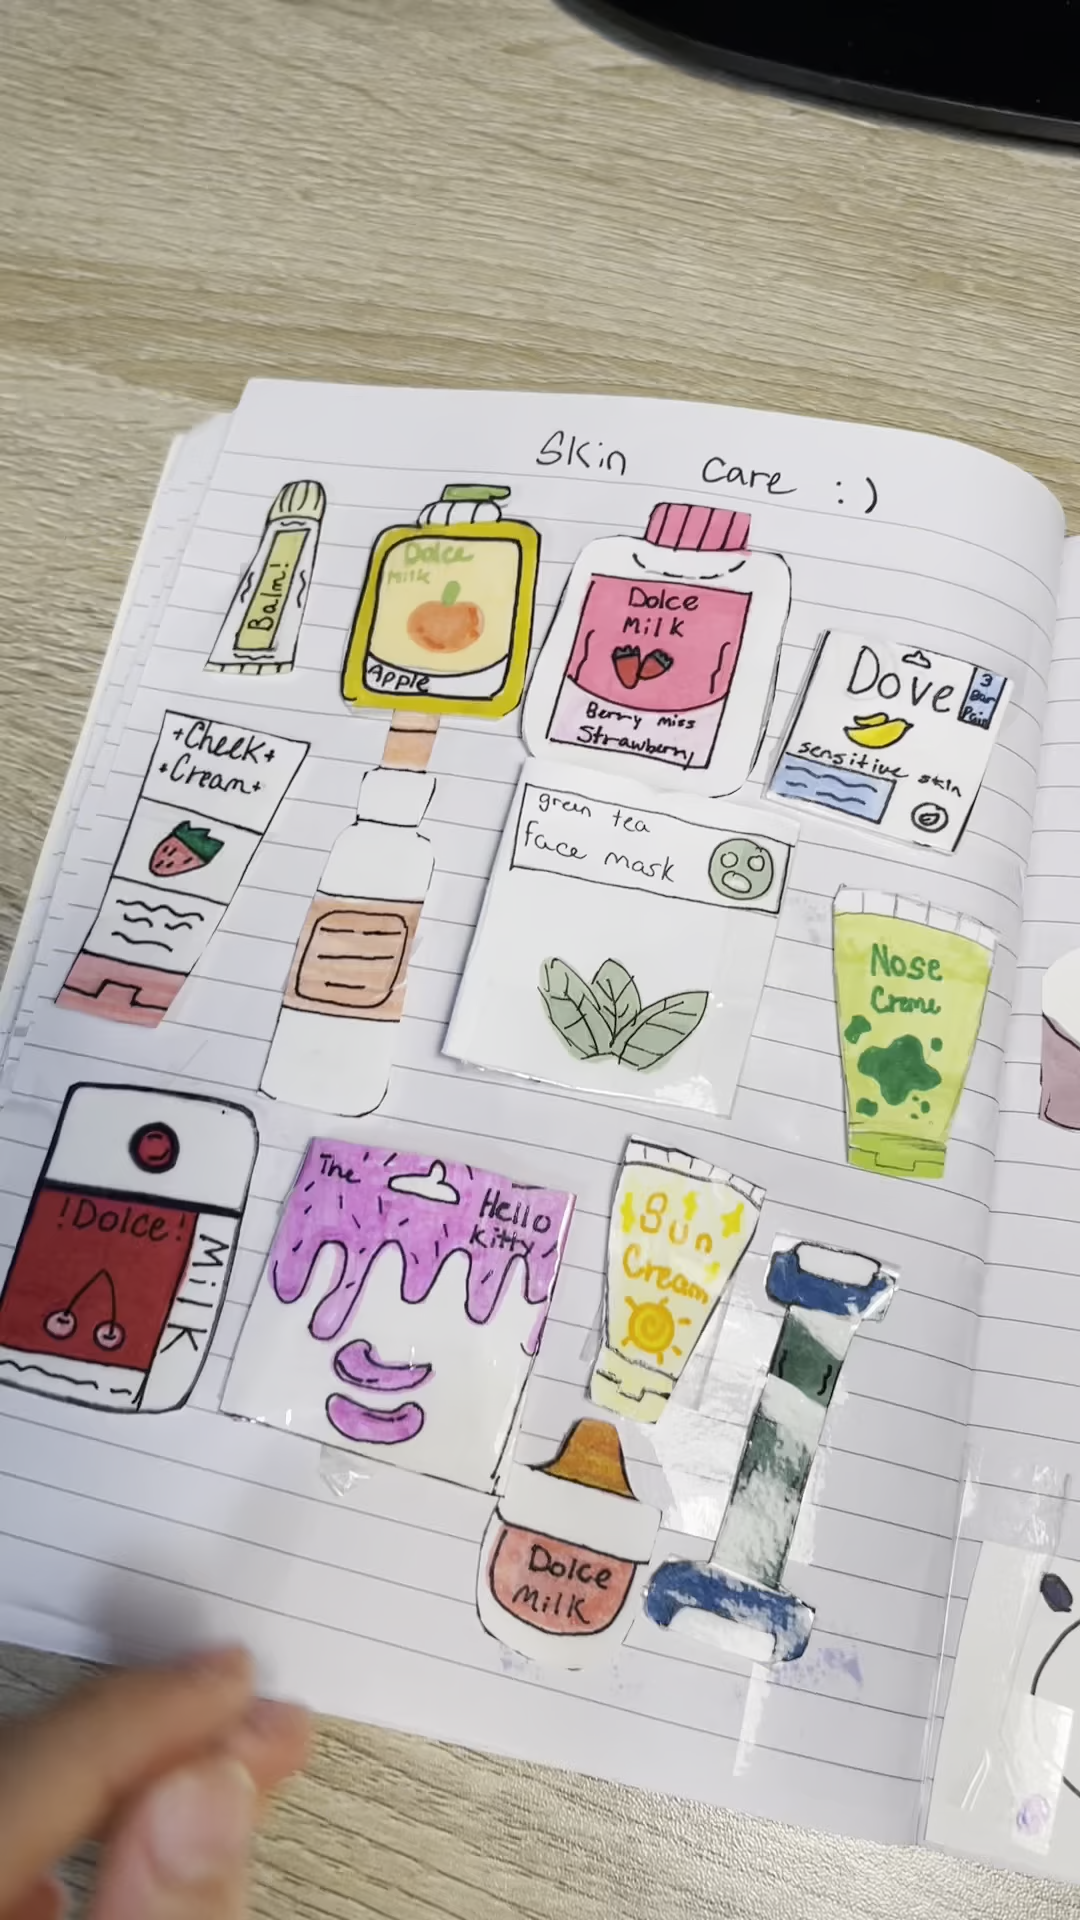 Skin care :)
Balm!
Dolce
Milk
Apple
Dolce
Milk
Berry miss
Strawberry
Dove
3
Bar
Pain
sensitive skin
+Cheek+
+Cream+
green tea
face mask
Nose
Creme
!Dolce!
Milk
The
Hello
Kitty
Sun
Cream
Dolce
Milk